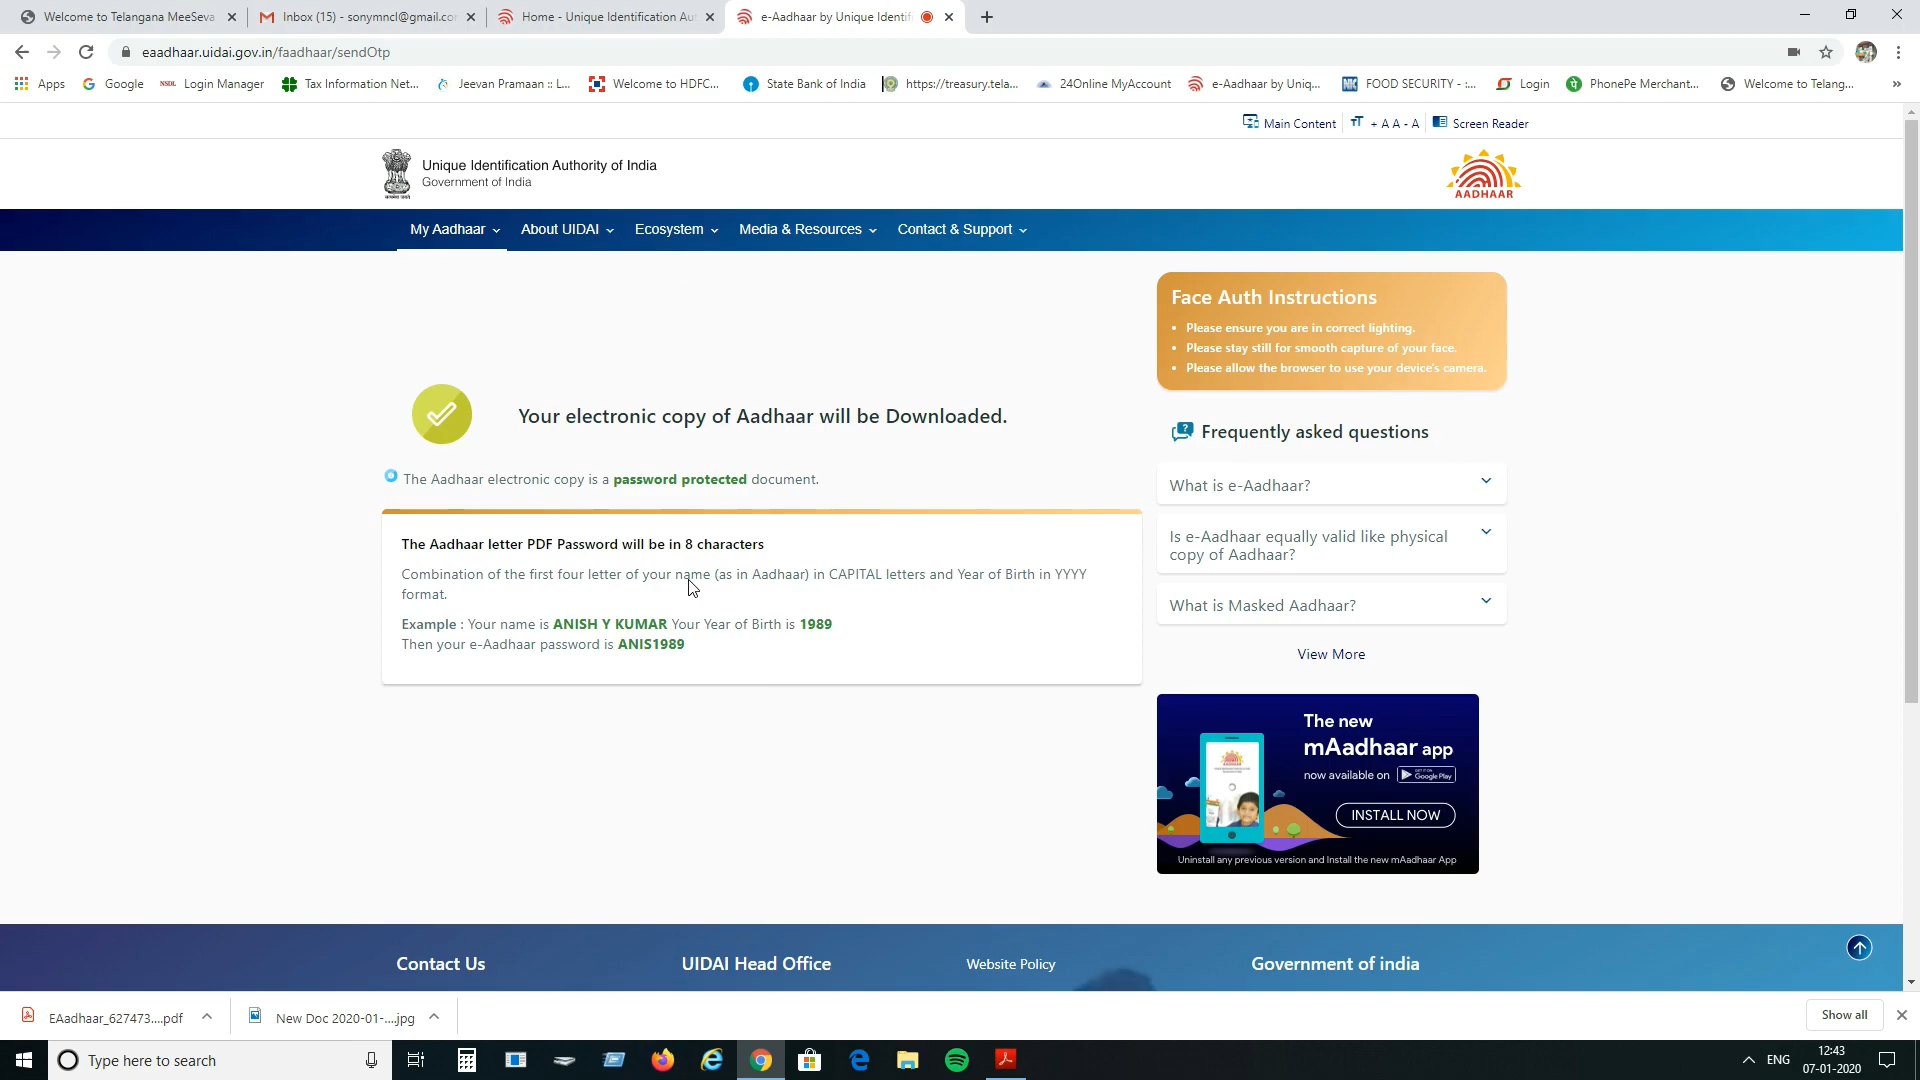 Welcome to Telangana MeeSeva
Inbox (15) - sonymncl@gmail.cor
Home - Unique Identification Aut
e-Aadhaar by Unique Identifi
eaadhaar.uidai.gov.in/faadhaar/sendOtp
Apps
Google
NSDL Login Manager
Tax Information Net...
Jeevan Pramaan :: L...
Welcome to HDFC...
State Bank of India
https://treasury.tela...
24Online MyAccount
e-Aadhaar by Uniq...
NIC FOOD SECURITY - :...
Login
PhonePe Merchant...
Welcome to Telang...
Main Content
+ A A - A
Screen Reader
Unique Identification Authority of India
Government of India
AADHAAR
My Aadhaar
About UIDAI
Ecosystem
Media & Resources
Contact & Support
Face Auth Instructions
• Please ensure you are in correct lighting.
• Please stay still for smooth capture of your face.
• Please allow the browser to use your device's camera.
Your electronic copy of Aadhaar will be Downloaded.
The Aadhaar electronic copy is a password protected document.
The Aadhaar letter PDF Password will be in 8 characters
Combination of the first four letter of your name (as in Aadhaar) in CAPITAL letters and Year of Birth in YYYY
format.
Example : Your name is ANISH Y KUMAR Your Year of Birth is 1989
Then your e-Aadhaar password is ANIS1989
Frequently asked questions
What is e-Aadhaar?
Is e-Aadhaar equally valid like physical
copy of Aadhaar?
What is Masked Aadhaar?
View More
The new
mAadhaar app
now available on
GET IT ON
Google Play
INSTALL NOW
Uninstall any previous version and Install the new mAadhaar App
Contact Us
UIDAI Head Office
Website Policy
Government of india
EAadhaar_627473....pdf
New Doc 2020-01-....jpg
Show all
Type here to search
ENG
12:43
07-01-2020